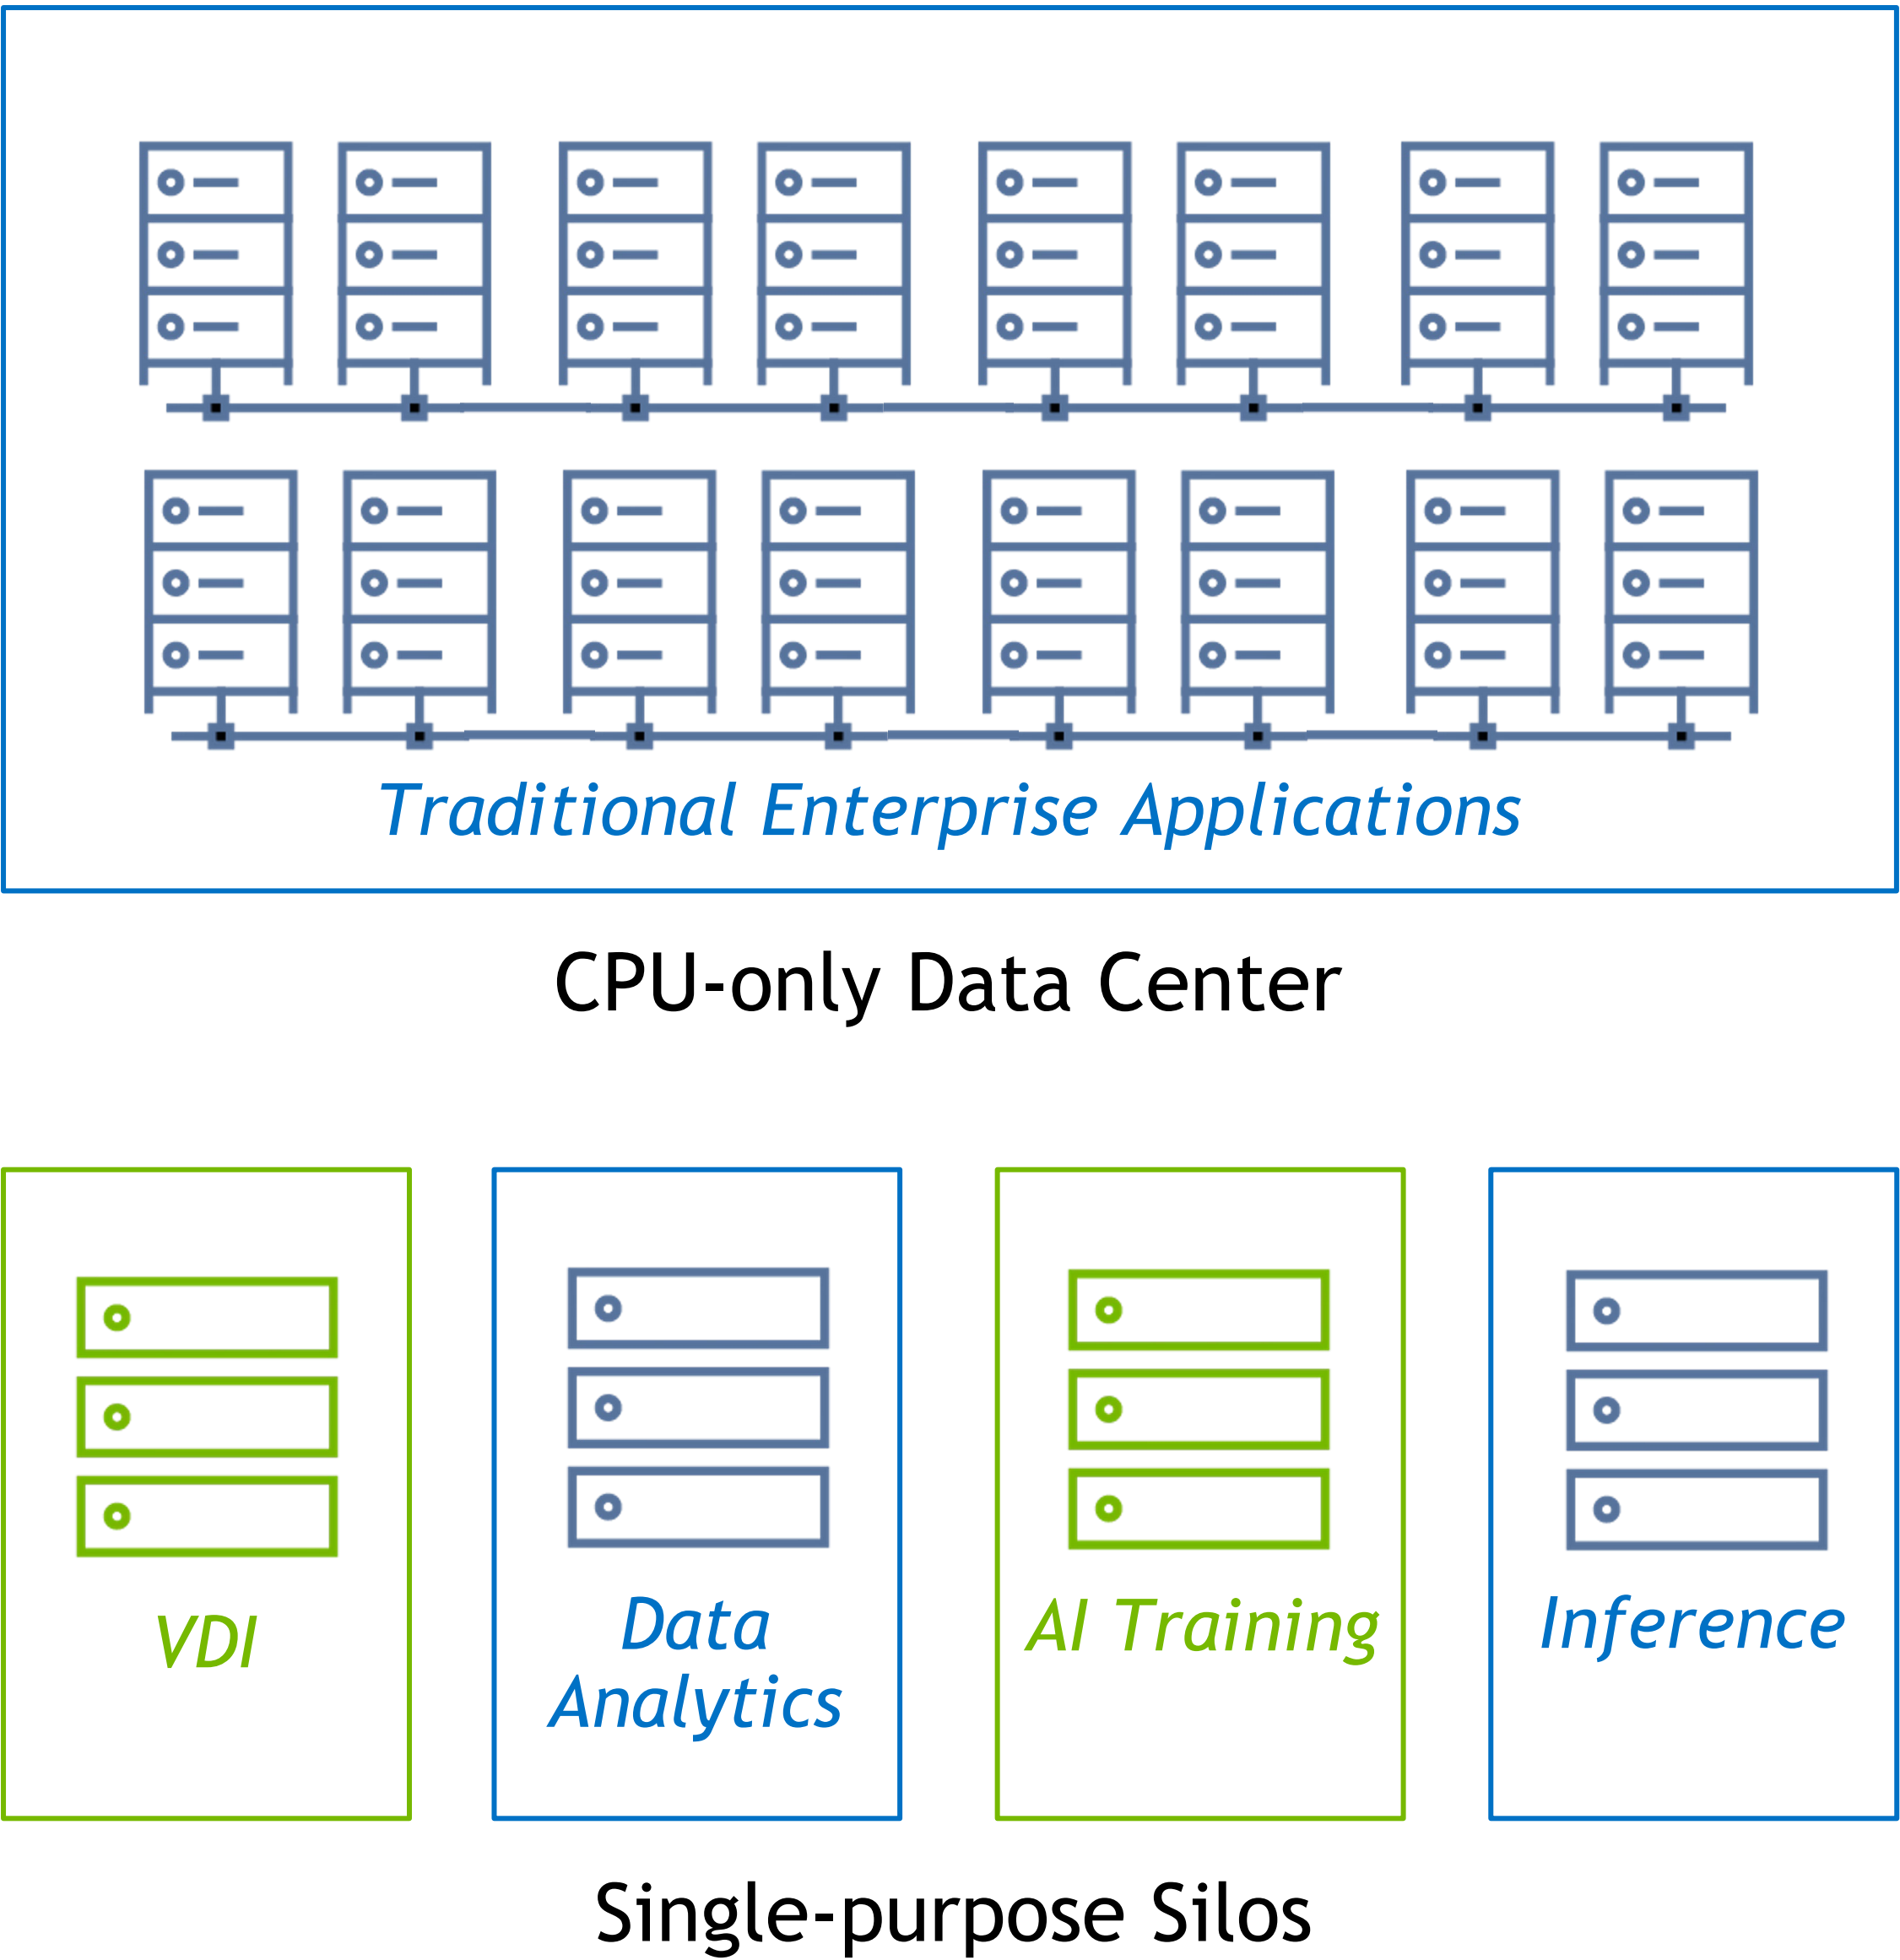 Traditional Enterprise Applications
CPU-only Data Center
VDI
Data
Analytics
AI Training
Inference
Single-purpose Silos